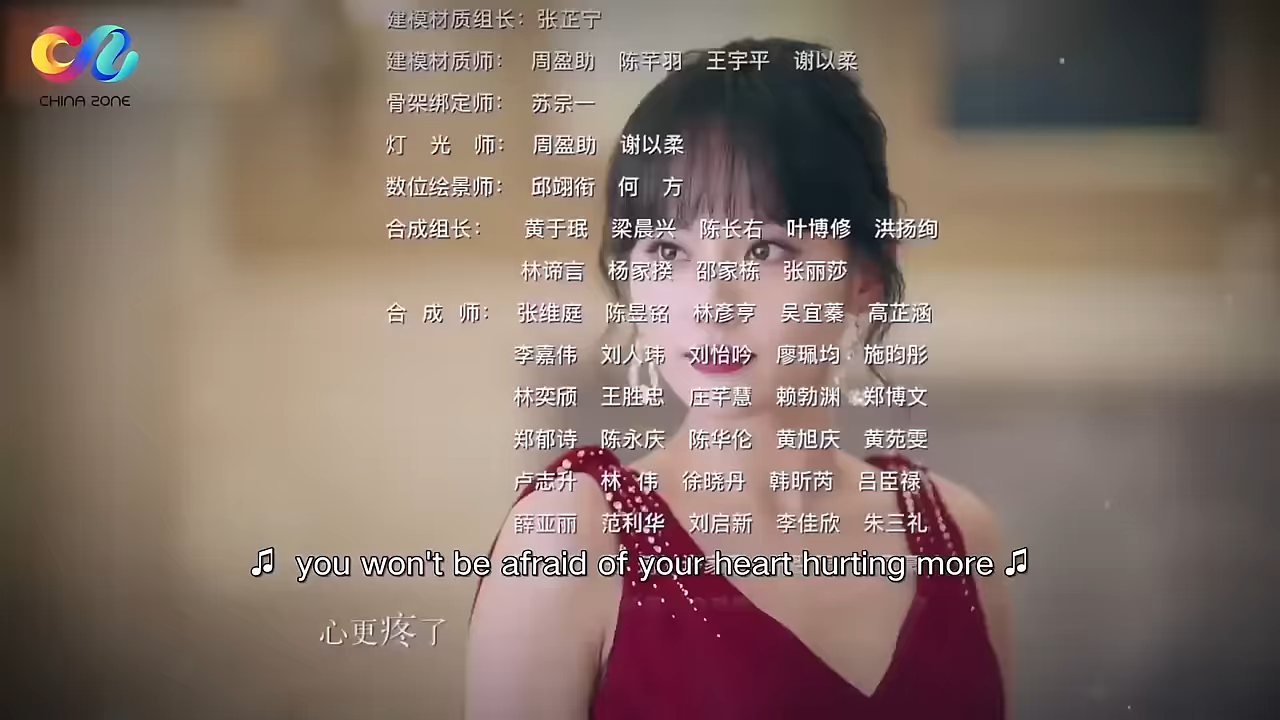 建模材质组长：张芷宁
CHINA ZONE
建模材质师：周盈助 陈芊羽 王宇平 谢以柔
骨架绑定师：苏宗一
灯 光 师：周盈助 谢以柔
数位绘景师：邱翊衔 何 方
合成组长：黄于珉 梁晨兴 陈长右 叶博修 洪扬绚
林谛言 杨家揆 邵家栋 张丽莎
合 成 师：张维庭 陈昱铭 林彦亨 吴宜蓁 高芷涵
李嘉伟 刘人玮 刘怡吟 廖珮均 施昀彤
林奕颀 王胜忠 庄芊慧 赖勃渊 郑博文
郑郁诗 陈永庆 陈华伦 黄旭庆 黄苑雯
卢志升 林 伟 徐晓丹 韩昕芮 吕臣禄
薛亚丽 范利华 刘启新 李佳欣 朱三礼
♫ you won't be afraid of your heart hurting more ♫
心更疼了